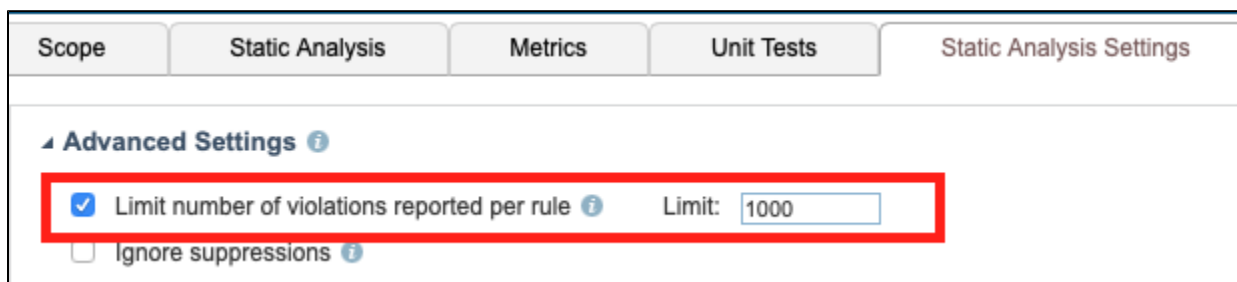 Scope Static Analysis Metrics Unit Tests Static Analysis Settings
Advanced Settings
Limit number of violations reported per rule Limit: 1000
Ignore suppressions